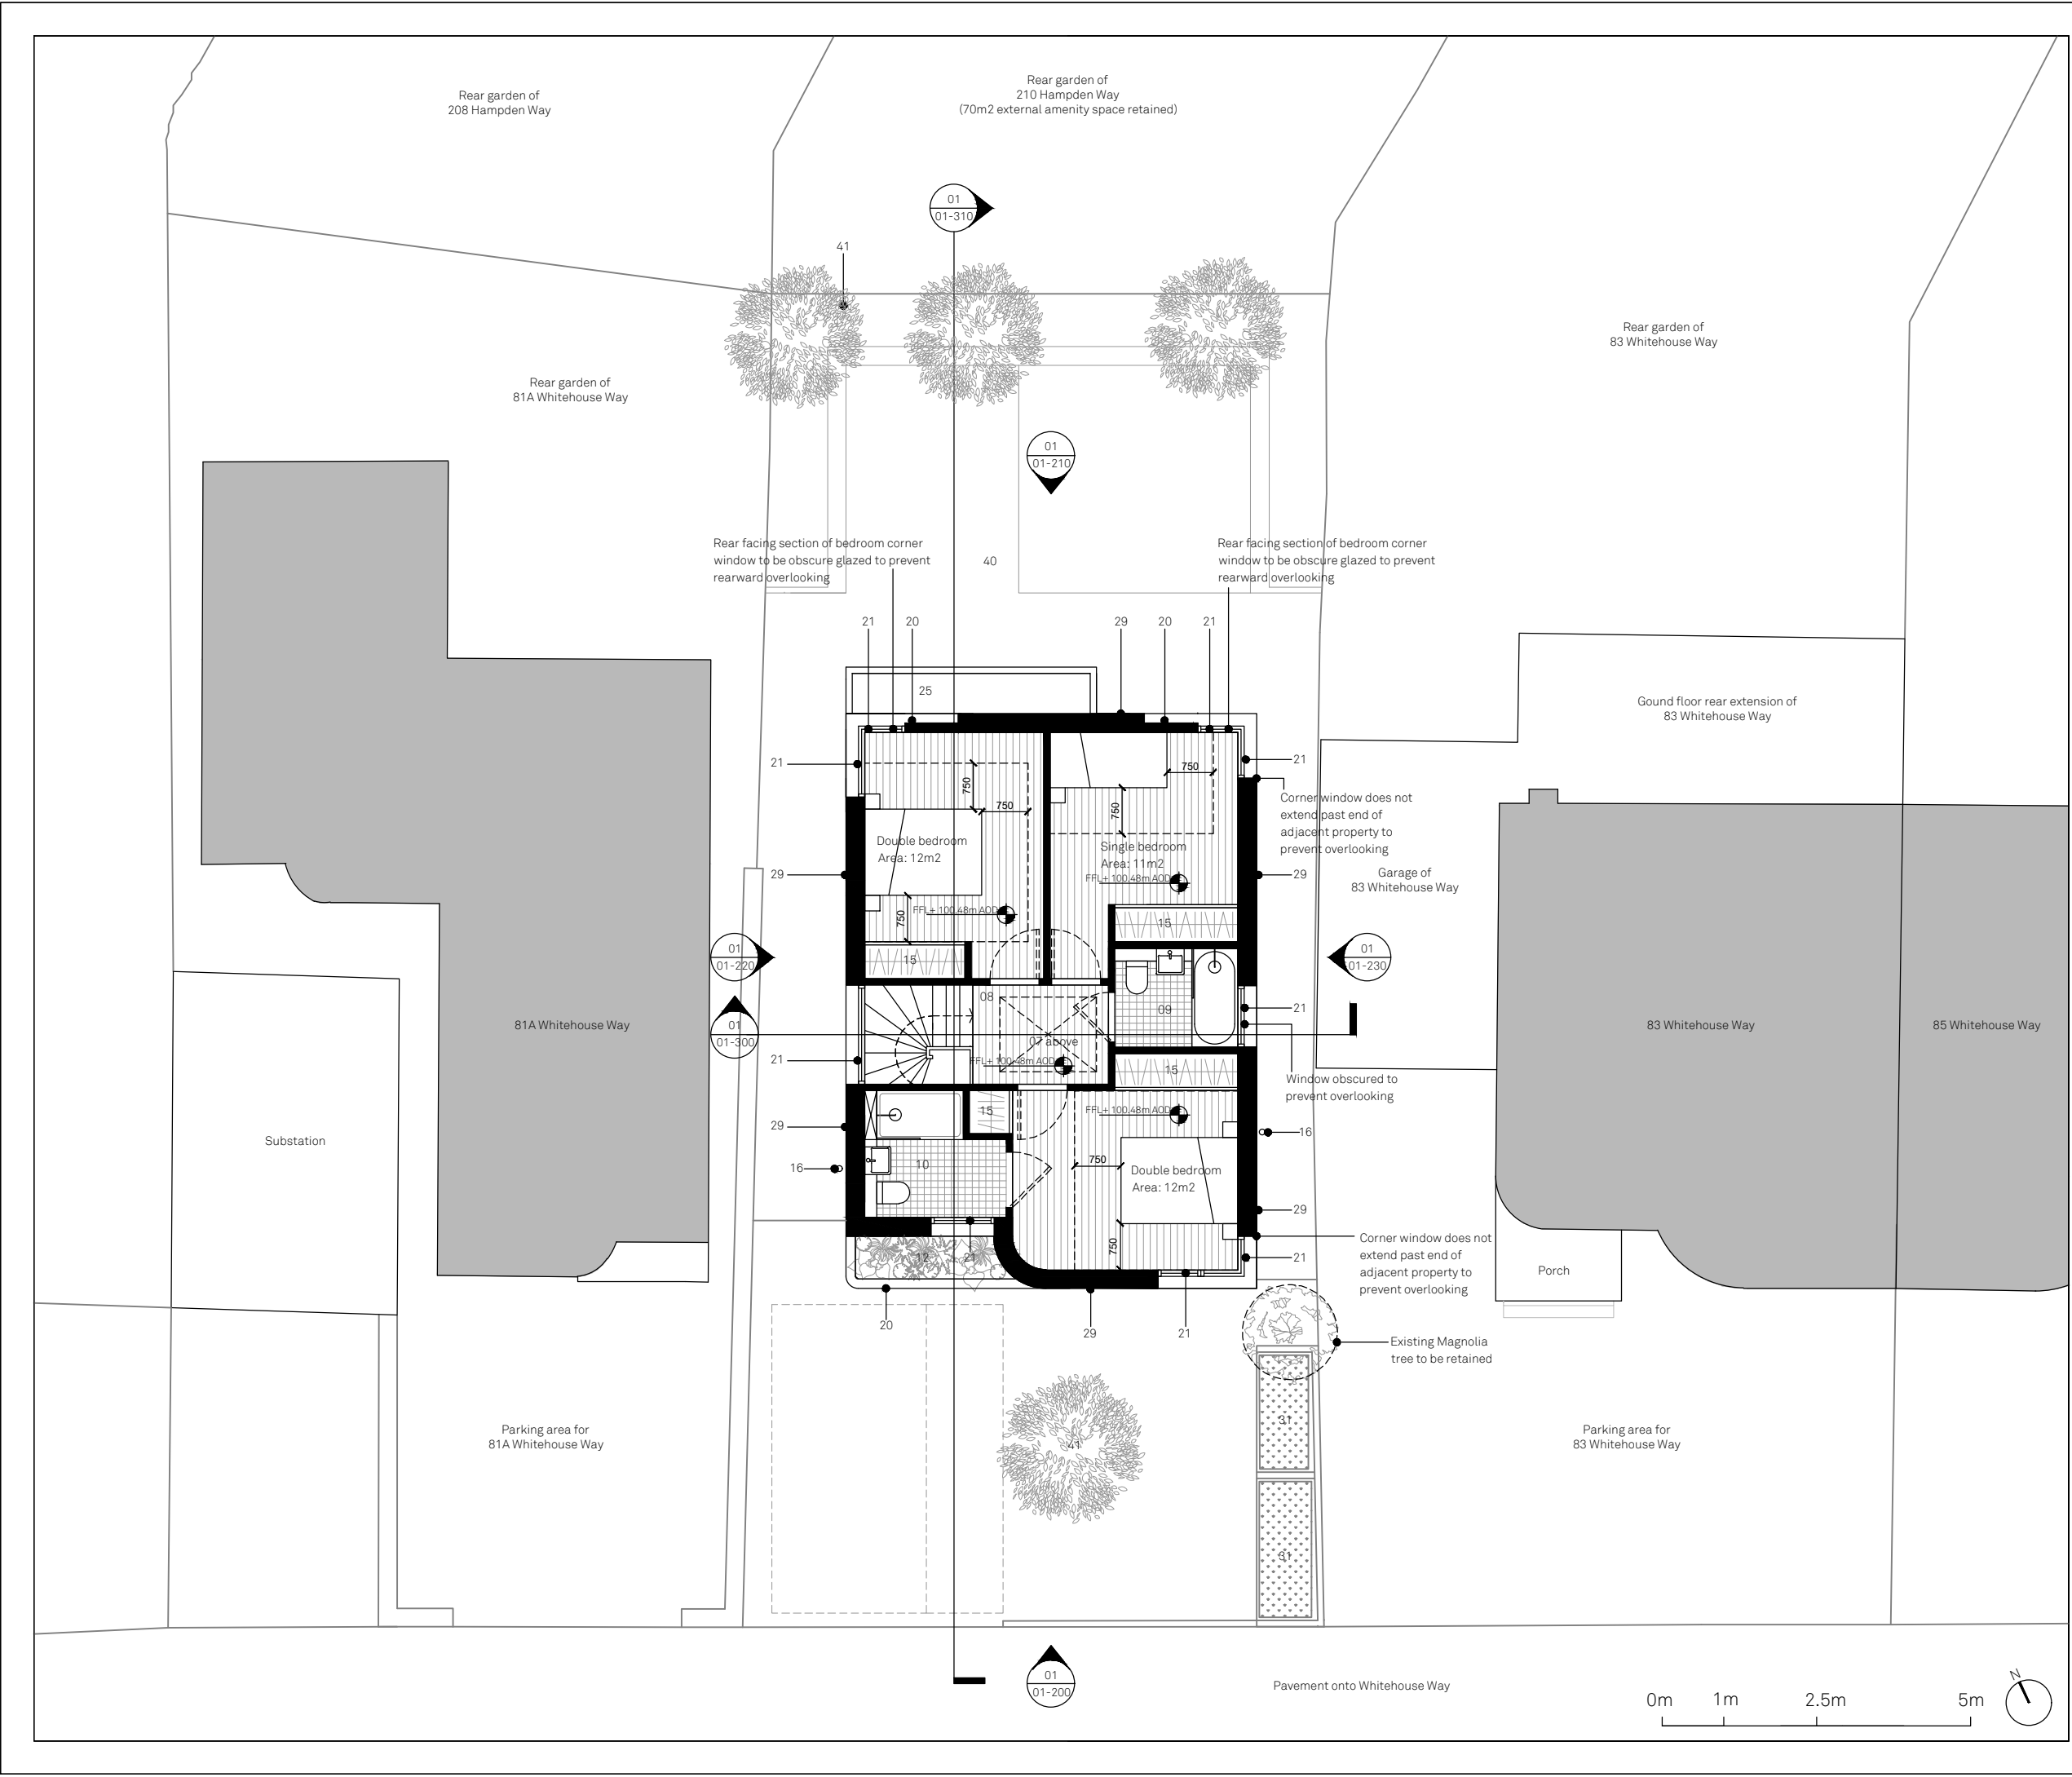 Rear garden of
208 Hampden Way
Rear garden of
210 Hampden Way
(70m2 external amenity space retained)
01
01-310
41
Rear garden of
83 Whitehouse Way
Rear garden of
81A Whitehouse Way
01
01-210
Rear facing section of bedroom corner
window to be obscure glazed to prevent
rearward overlooking
40
Rear facing section of bedroom corner
window to be obscure glazed to prevent
rearward overlooking
21
20
29
20
21
25
Gound floor rear extension of
83 Whitehouse Way
21
750
750
750
750
21
Corner window does not
extend past end of
adjacent property to
prevent overlooking
Double bedroom
Area: 12m2
Single bedroom
Area: 11m2
FFL+ 100.48m AOD
29
29
Garage of
83 Whitehouse Way
750
FFL+ 100.48m AOD
15
15
01
01-220
01
01-230
08
09
21
01
01-300
81A Whitehouse Way
07 above
83 Whitehouse Way
85 Whitehouse Way
21
FFL+ 100.48m AOD
15
Window obscured to
prevent overlooking
15
FFL+ 100.48m AOD
29
16
Substation
16
10
750
Double bedroom
Area: 12m2
29
750
12
21
21
Corner window does not
extend past end of
adjacent property to
prevent overlooking
Porch
20
29
21
Existing Magnolia
tree to be retained
31
Parking area for
81A Whitehouse Way
41
Parking area for
83 Whitehouse Way
31
01
01-200
Pavement onto Whitehouse Way
0m
1m
2.5m
5m
N